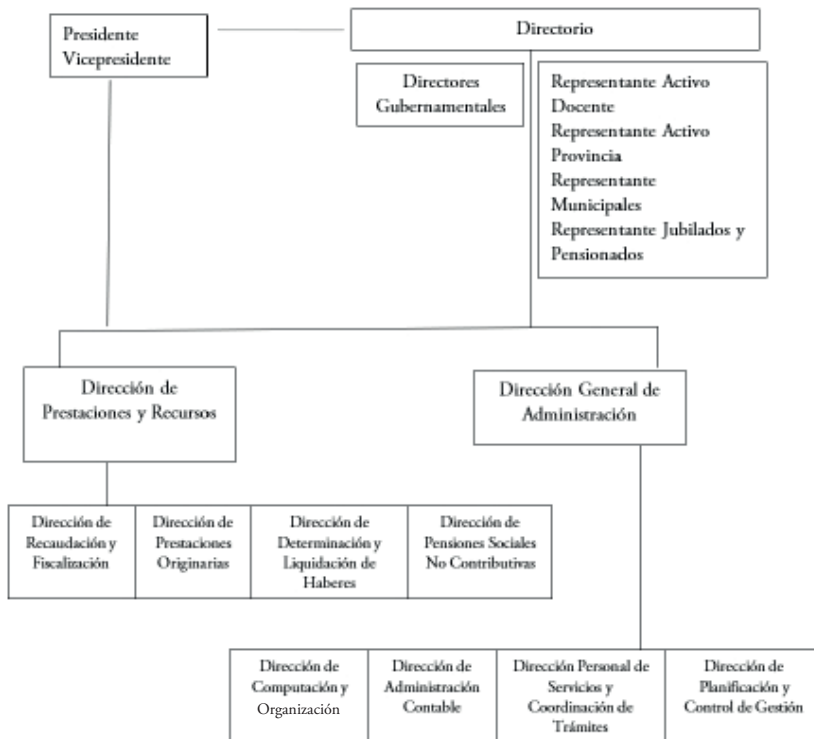 Presidente
Vicepresidente
Directorio
Directores
Gubernamentales
Representante Activo
Docente
Representante Activo
Provincia
Representante
Municipales
Representante Jubilados y
Pensionados
Dirección de
Prestaciones y Recursos
Dirección General de
Administración
Dirección de
Recaudación y
Fiscalización
Dirección de
Prestaciones
Originarias
Dirección de
Determinación y
Liquidación de
Haberes
Dirección de
Pensiones Sociales
No Contributivas
Dirección de
Computación y
Organización
Dirección de
Administración
Contable
Dirección Personal de
Servicios y
Coordinación de
Trámites
Dirección de
Planificación y
Control de Gestión